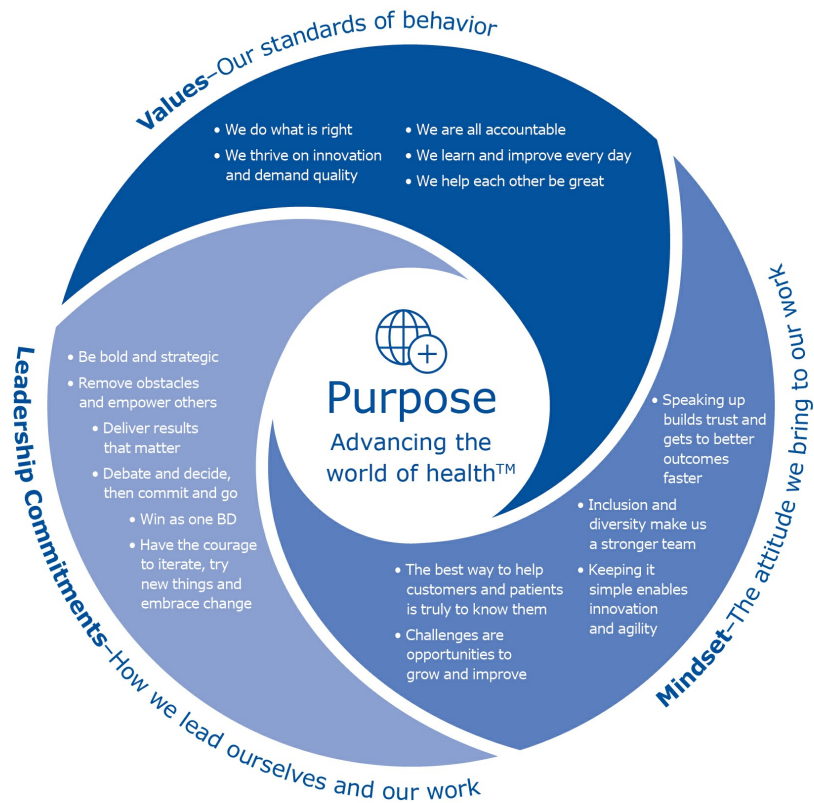 Values–Our standards of behavior
• We do what is right
• We thrive on innovation
and demand quality
• We are all accountable
• We learn and improve every day
• We help each other be great
Purpose
Advancing the
world of health™
Leadership Commitments–How we lead ourselves and our work
• Be bold and strategic
• Remove obstacles
and empower others
• Deliver results
that matter
• Debate and decide,
then commit and go
• Win as one BD
• Have the courage
to iterate, try
new things and
embrace change
Mindset–The attitude we bring to our work
• Speaking up
builds trust and
gets to better
outcomes
faster
• Inclusion and
diversity make us
a stronger team
• Keeping it
simple enables
innovation
and agility
• The best way to help
customers and patients
is truly to know them
• Challenges are
opportunities to
grow and improve